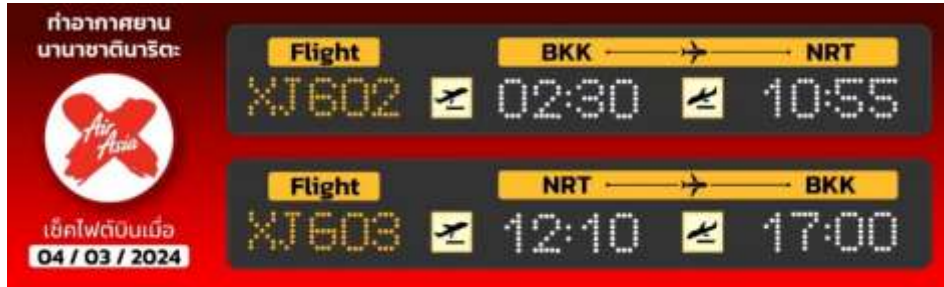 ท่าอากาศยาน
นานาชาตินาริตะ
Air
Asia
เช็คไฟต์บินเมื่อ
04 / 03 / 2024
Flight
BKK NRT
XJ602 02:30 10:55
Flight
NRT BKK
XJ603 12:10 17:00